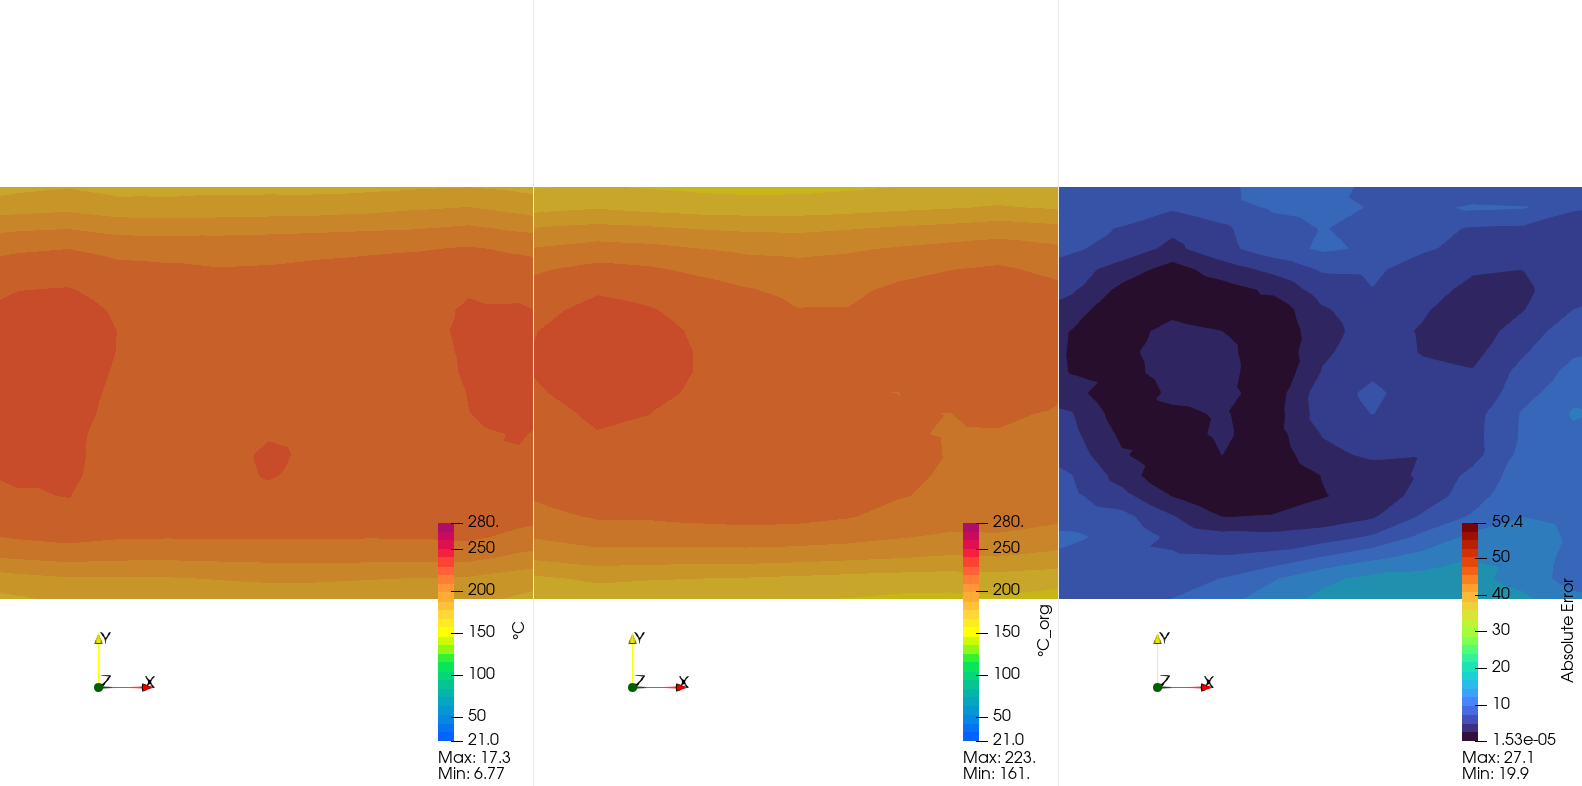 280.
250
200
150
100
50
21.0
°C
Max: 17.3
Min: 6.77
Y
Z
X
280.
250
200
150
100
50
21.0
°C_org
Max: 223.
Min: 161.
Y
Z
X
59.4
50
40
30
20
10
1.53e-05
Absolute Error
Max: 27.1
Min: 19.9
Y
Z
X